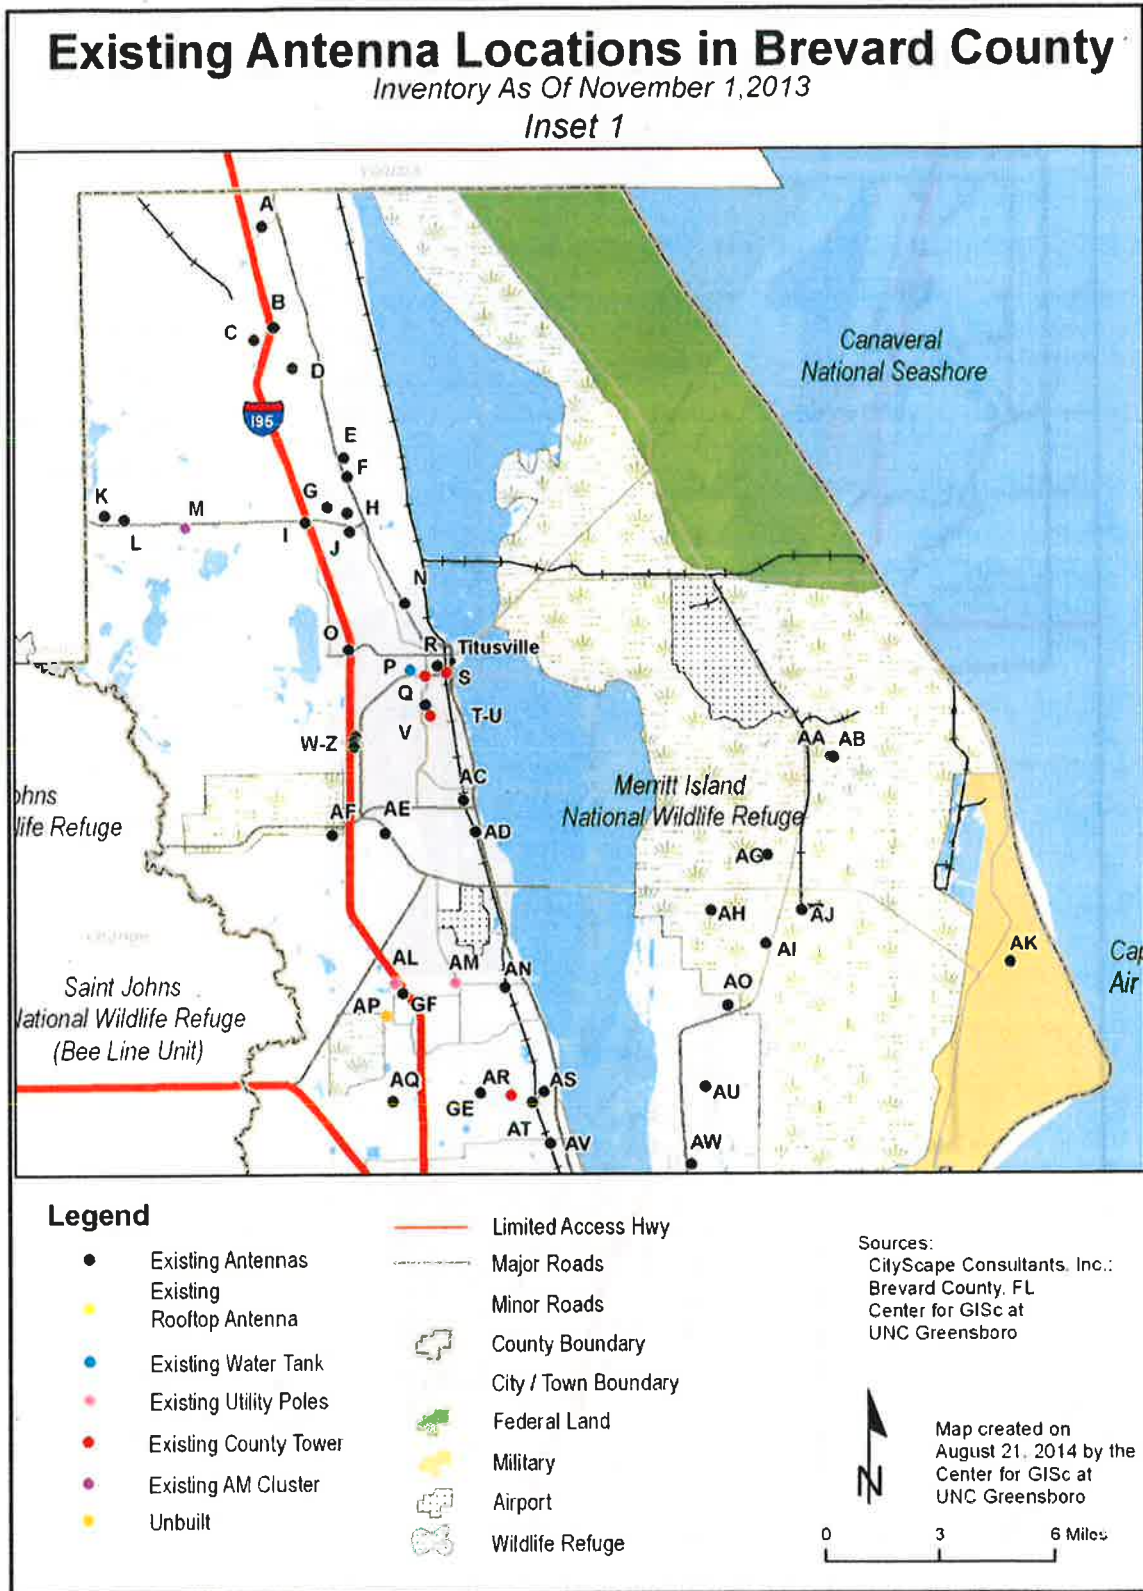 Existing Antenna Locations in Brevard County
Inventory As Of November 1,2013
Inset 1
A
B
C
D
I95
Canaveral
National Seashore
E
F
G
H
K
M
L
I
J
N
O
R
Titusville
P
S
Q
T-U
V
W-Z
AA
AB
AC
Merritt Island
National Wildlife Refuge
ohns
life Refuge
AF
AE
AD
AG
AH
AJ
AI
AK
AL
AM
AN
Cap
Air
Saint Johns
National Wildlife Refuge
(Bee Line Unit)
AO
AP
GF
AQ
AR
AS
GE
AT
AV
AU
AW
Legend
Existing Antennas
Existing
Rooftop Antenna
Existing Water Tank
Existing Utility Poles
Existing County Tower
Existing AM Cluster
Unbuilt
Limited Access Hwy
Major Roads
Minor Roads
County Boundary
City / Town Boundary
Federal Land
Military
Airport
Wildlife Refuge
Sources:
CityScape Consultants, Inc.:
Brevard County, FL
Center for GISc at
UNC Greensboro
N
Map created on
August 21, 2014 by the
Center for GISc at
UNC Greensboro
0 3 6 Miles